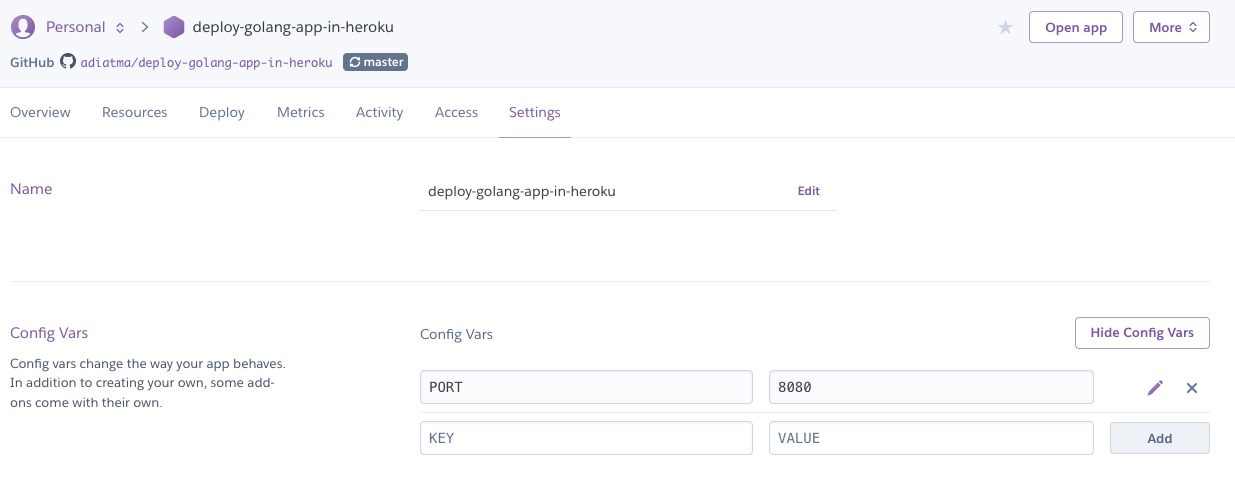 Personal > deploy-golang-app-in-heroku Open app More
GitHub adiatma/deploy-golang-app-in-heroku master
Overview Resources Deploy Metrics Activity Access Settings
Name deploy-golang-app-in-heroku Edit
Config Vars
Config vars change the way your app behaves.
In addition to creating your own, some add-
ons come with their own.
Config Vars Hide Config Vars
PORT 8080
KEY VALUE Add